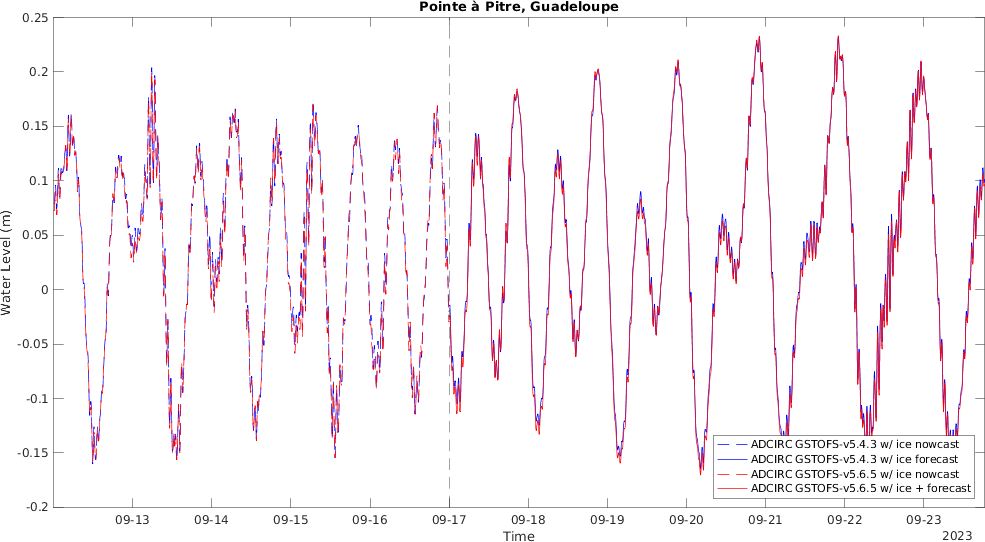 Pointe à Pitre, Guadeloupe
0.25
0.2
0.15
0.1
0.05
0
-0.05
-0.1
-0.15
-0.2
Water Level (m)
ADCIRC GSTOFS-v5.4.3 w/ ice nowcast
ADCIRC GSTOFS-v5.4.3 w/ ice forecast
ADCIRC GSTOFS-v5.6.5 w/ ice nowcast
ADCIRC GSTOFS-v5.6.5 w/ ice + forecast
09-13 09-14 09-15 09-16 09-17 09-18 09-19 09-20 09-21 09-22 09-23
Time
2023